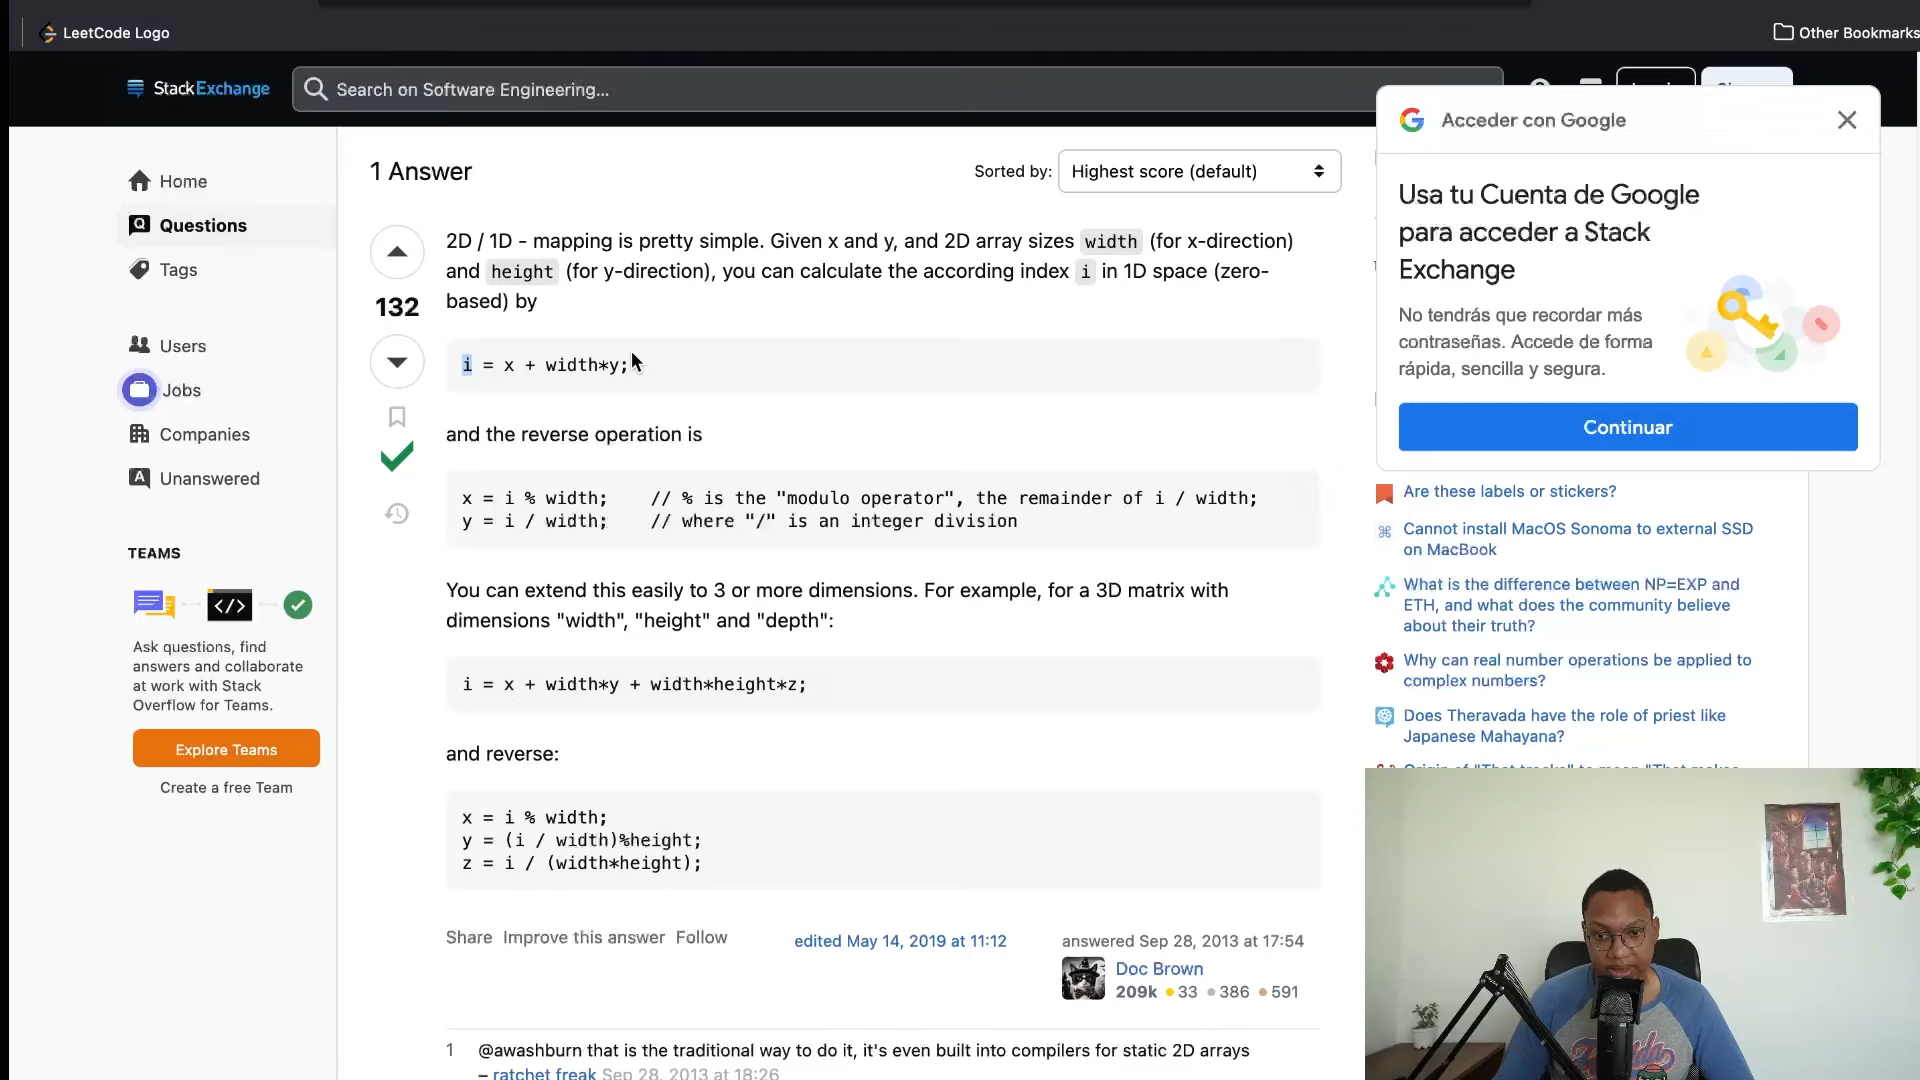 LeetCode Logo
Other Bookmarks
StackExchange
Search on Software Engineering...
Acceder con Google
Usa tu Cuenta de Google
para acceder a Stack
Exchange
No tendrás que recordar más
contraseñas. Accede de forma
rápida, sencilla y segura.
Continuar
Home
Questions
Tags
Users
Jobs
Companies
Unanswered
TEAMS
Ask questions, find
answers and collaborate
at work with Stack
Overflow for Teams.
Explore Teams
Create a free Team
1 Answer
Sorted by:
Highest score (default)
132
2D / 1D - mapping is pretty simple. Given x and y, and 2D array sizes width (for x-direction)
and height (for y-direction), you can calculate the according index i in 1D space (zero-
based) by
i = x + width*y;
and the reverse operation is
x = i % width;    // % is the "modulo operator", the remainder of i / width;
y = i / width;    // where "/" is an integer division
You can extend this easily to 3 or more dimensions. For example, for a 3D matrix with
dimensions "width", "height" and "depth":
i = x + width*y + width*height*z;
and reverse:
x = i % width;
y = (i / width)%height;
z = i / (width*height);
Share Improve this answer Follow
edited May 14, 2019 at 11:12
answered Sep 28, 2013 at 17:54
Doc Brown
209k 33 386 591
1 @awashburn that is the traditional way to do it, it's even built into compilers for static 2D arrays
– ratchet freak Sep 28, 2013 at 18:26
Are these labels or stickers?
Cannot install MacOS Sonoma to external SSD
on MacBook
What is the difference between NP=EXP and
ETH, and what does the community believe
about their truth?
Why can real number operations be applied to
complex numbers?
Does Theravada have the role of priest like
Japanese Mahayana?